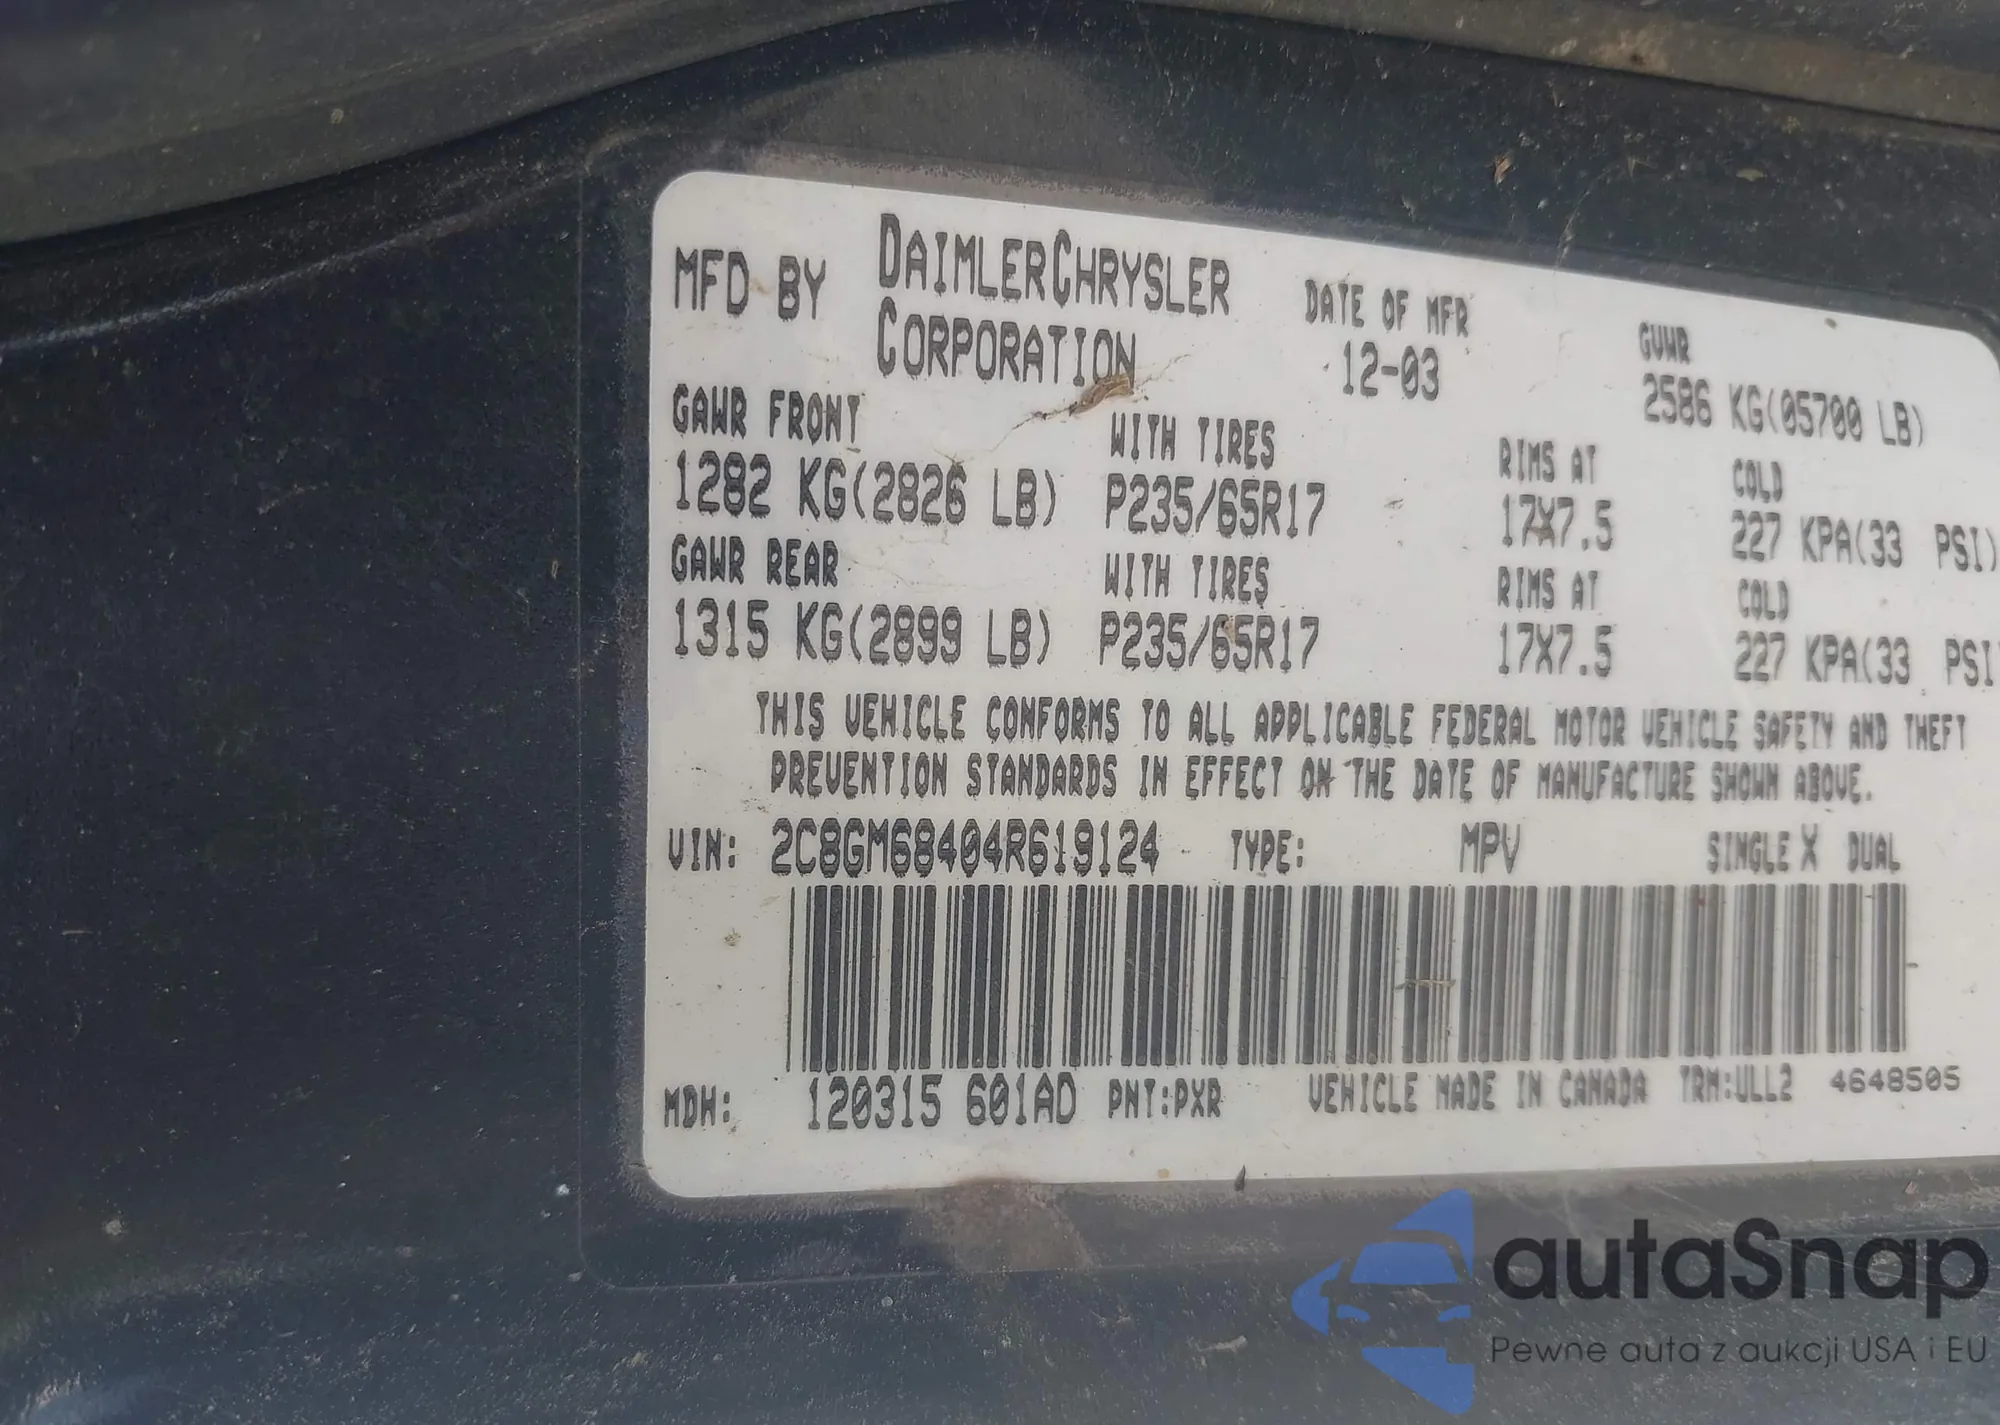 MFD BY DAIMLERCHRYSLER CORPORATION DATE OF MFR 12-03 GVWR 2586 KG(05700 LB)
GAWR FRONT WITH TIRES RIMS AT COLD
1282 KG(2826 LB) P235/65R17 17X7.5 227 KPA(33 PSI)
GAWR REAR WITH TIRES RIMS AT COLD
1315 KG(2899 LB) P235/65R17 17X7.5 227 KPA(33 PSI
THIS VEHICLE CONFORMS TO ALL APPLICABLE FEDERAL MOTOR VEHICLE SAFETY AND THEFT
PREVENTION STANDARDS IN EFFECT ON THE DATE OF MANUFACTURE SHOWN ABOVE.
VIN: 2C8GM68404R619124 TYPE: MPV SINGLE X DUAL
MDH: 120315 601AD PNT:PXR VEHICLE MADE IN CANADA TRM:ULL2 4648505
autaSnap
Pewne auta z aukcji USA i EU